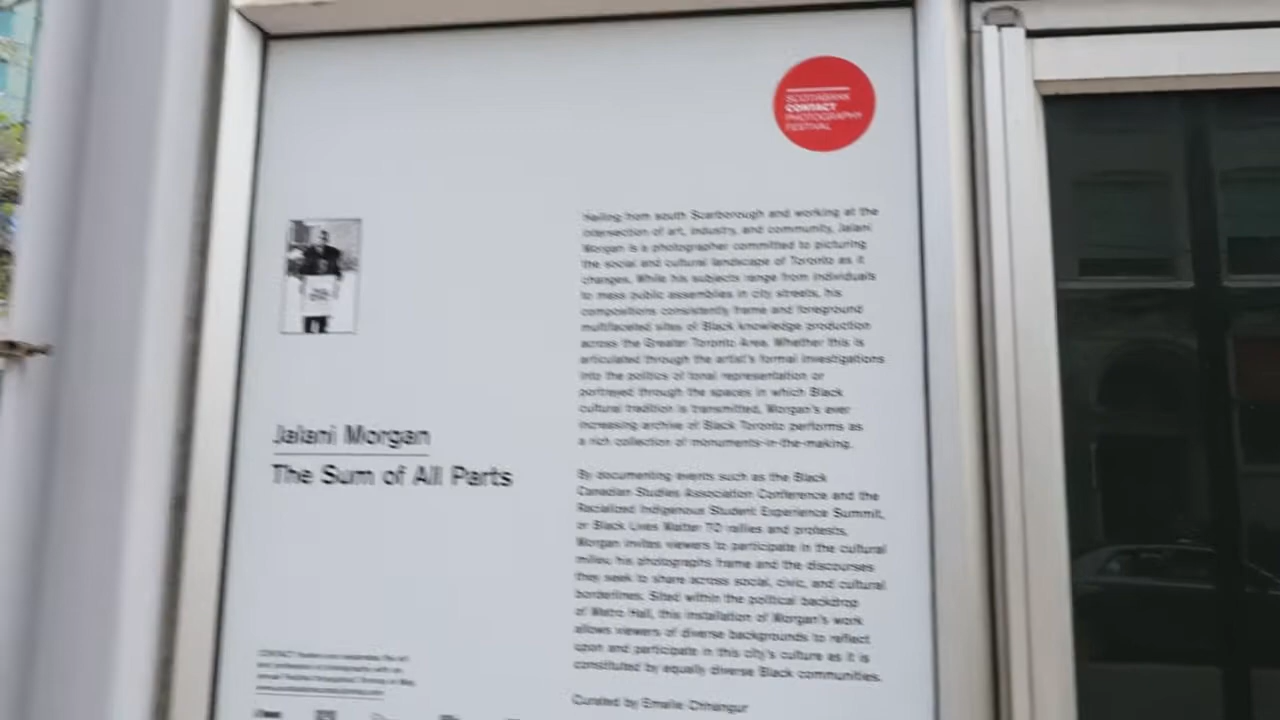 SCOTIABANK
CONTACT
PHOTOGRAPHY
FESTIVAL
Hailing from south Scarborough and working at the
intersection of art, industry, and community, Jalani
Morgan is a photographer committed to picturing
the social and cultural landscape of Toronto as it
changes. While his subjects range from individuals
to mass public assemblies in city streets, his
compositions consistently frame and foreground
multifaceted sites of Black knowledge production
across the Greater Toronto Area. Whether this is
articulated through the artist's formal investigations
into the politics of tonal representation or
portrayed through the spaces in which Black
cultural tradition is transmitted, Morgan's ever
increasing archive of Black Toronto performs as
a rich collection of monuments-in-the-making.
By documenting events such as the Black
Canadian Studies Association Conference and the
Racialized Indigenous Student Experience Summit,
or Black Lives Matter TO rallies and protests,
Morgan invites viewers to participate in the cultural
milieu his photographs frame and the discourses
they seek to share across social, civic, and cultural
borderlines. Sited within the political backdrop
of Metro Hall, this installation of Morgan's work
allows viewers of diverse backgrounds to reflect
upon and participate in this city's culture as it is
constituted by equally diverse Black communities.
Curated by Emelie Chhangur
Jalani Morgan
The Sum of All Parts